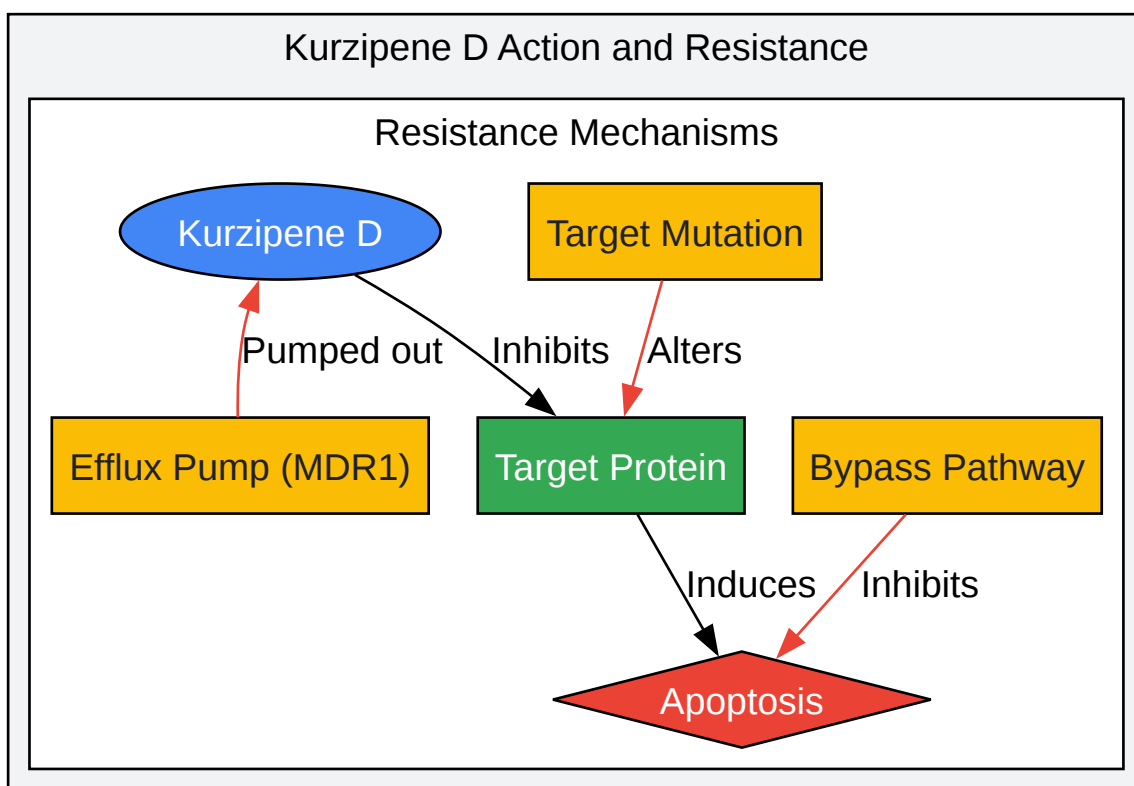 Kurzipene D Action and Resistance
Resistance Mechanisms
Kurzipene D
Target Mutation
Pumped out
Inhibits
Alters
Efflux Pump (MDR1)
Target Protein
Bypass Pathway
Induces
Inhibits
Apoptosis